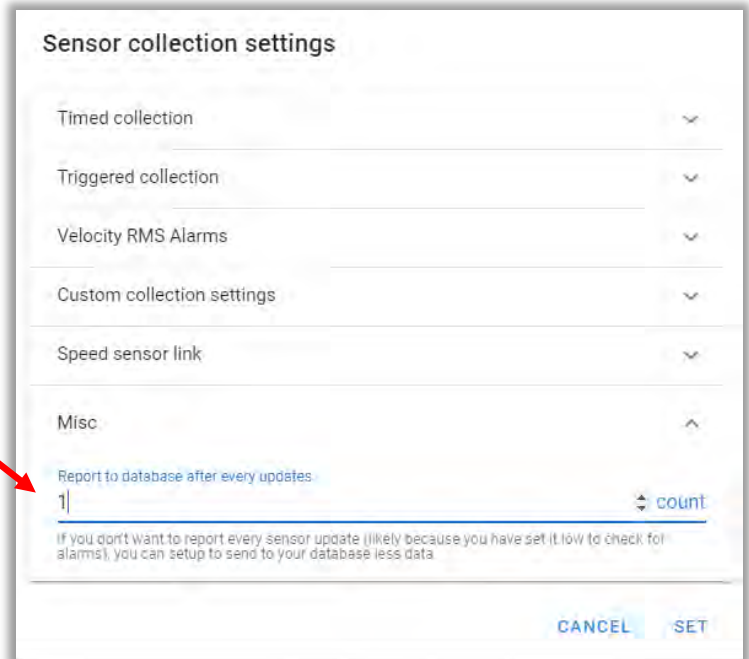 Sensor collection settings
Timed collection
Triggered collection
Velocity RMS Alarms
Custom collection settings
Speed sensor link
Misc
Report to database after every updates
1
count
If you don't want to report every sensor update (likely because you have set it low to check for
alarms), you can setup to send to your database less data
CANCEL SET